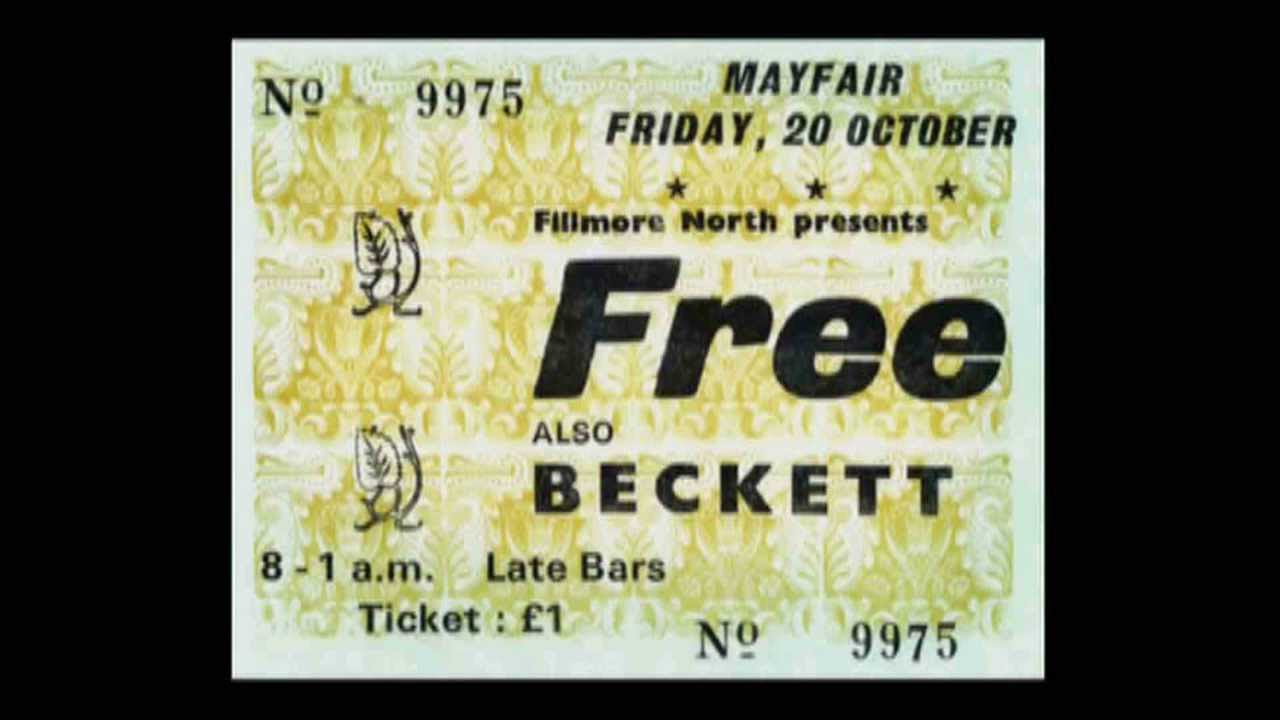 Nº 9975
MAYFAIR
FRIDAY, 20 OCTOBER
★ ★ ★
Fillmore North presents
Free
ALSO
BECKETT
8 - 1 a.m. Late Bars
Ticket : £1
Nº 9975